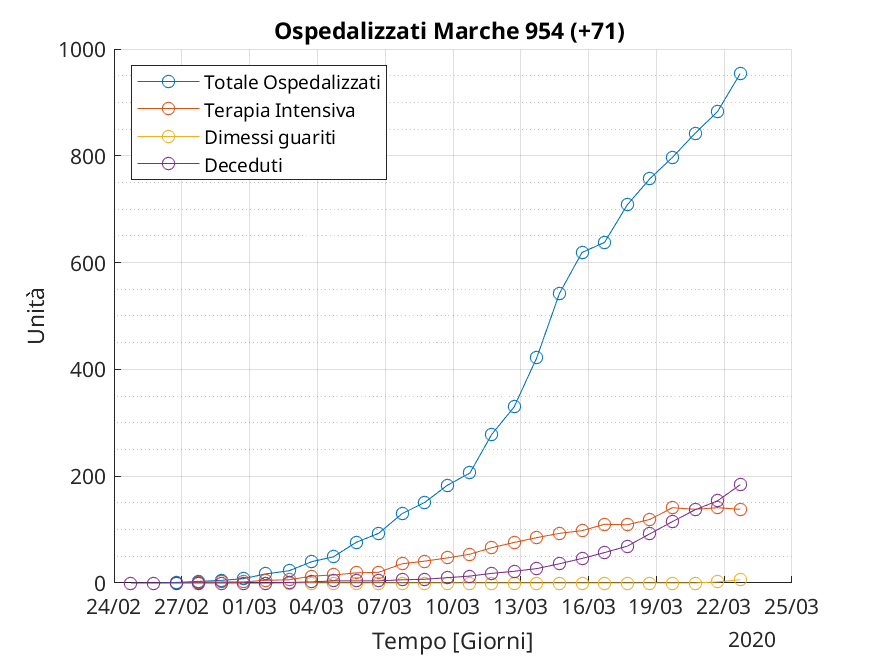 Ospedalizzati Marche 954 (+71)
1000
800
600
400
200
0
Unità
Totale Ospedalizzati
Terapia Intensiva
Dimessi guariti
Deceduti
24/02 27/02 01/03 04/03 07/03 10/03 13/03 16/03 19/03 22/03 25/03
Tempo [Giorni]
2020